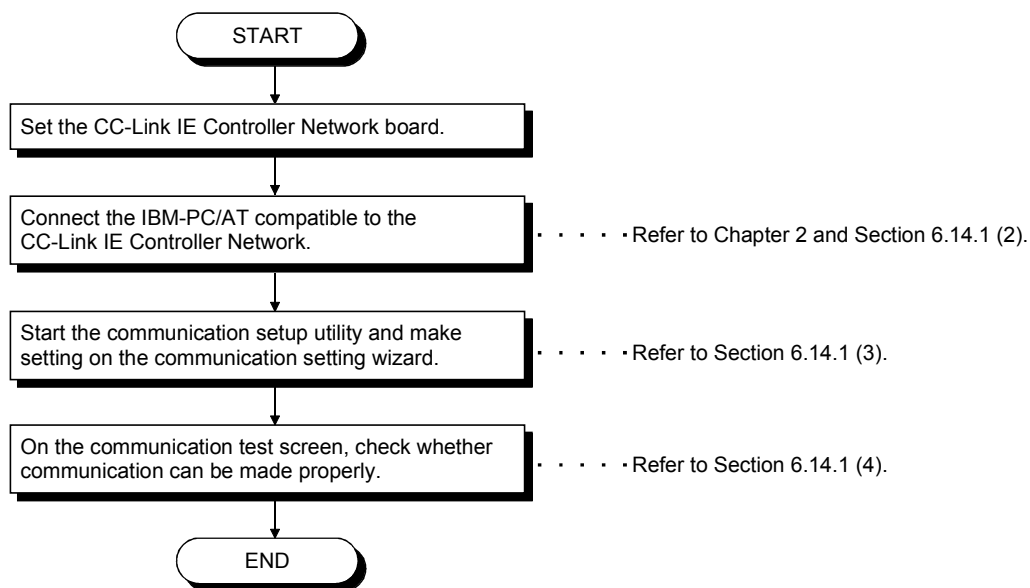 START
Set the CC-Link IE Controller Network board.
Connect the IBM-PC/AT compatible to the
CC-Link IE Controller Network.
· · · · · Refer to Chapter 2 and Section 6.14.1 (2).
Start the communication setup utility and make
setting on the communication setting wizard.
· · · · · Refer to Section 6.14.1 (3).
On the communication test screen, check whether
communication can be made properly.
· · · · · Refer to Section 6.14.1 (4).
END